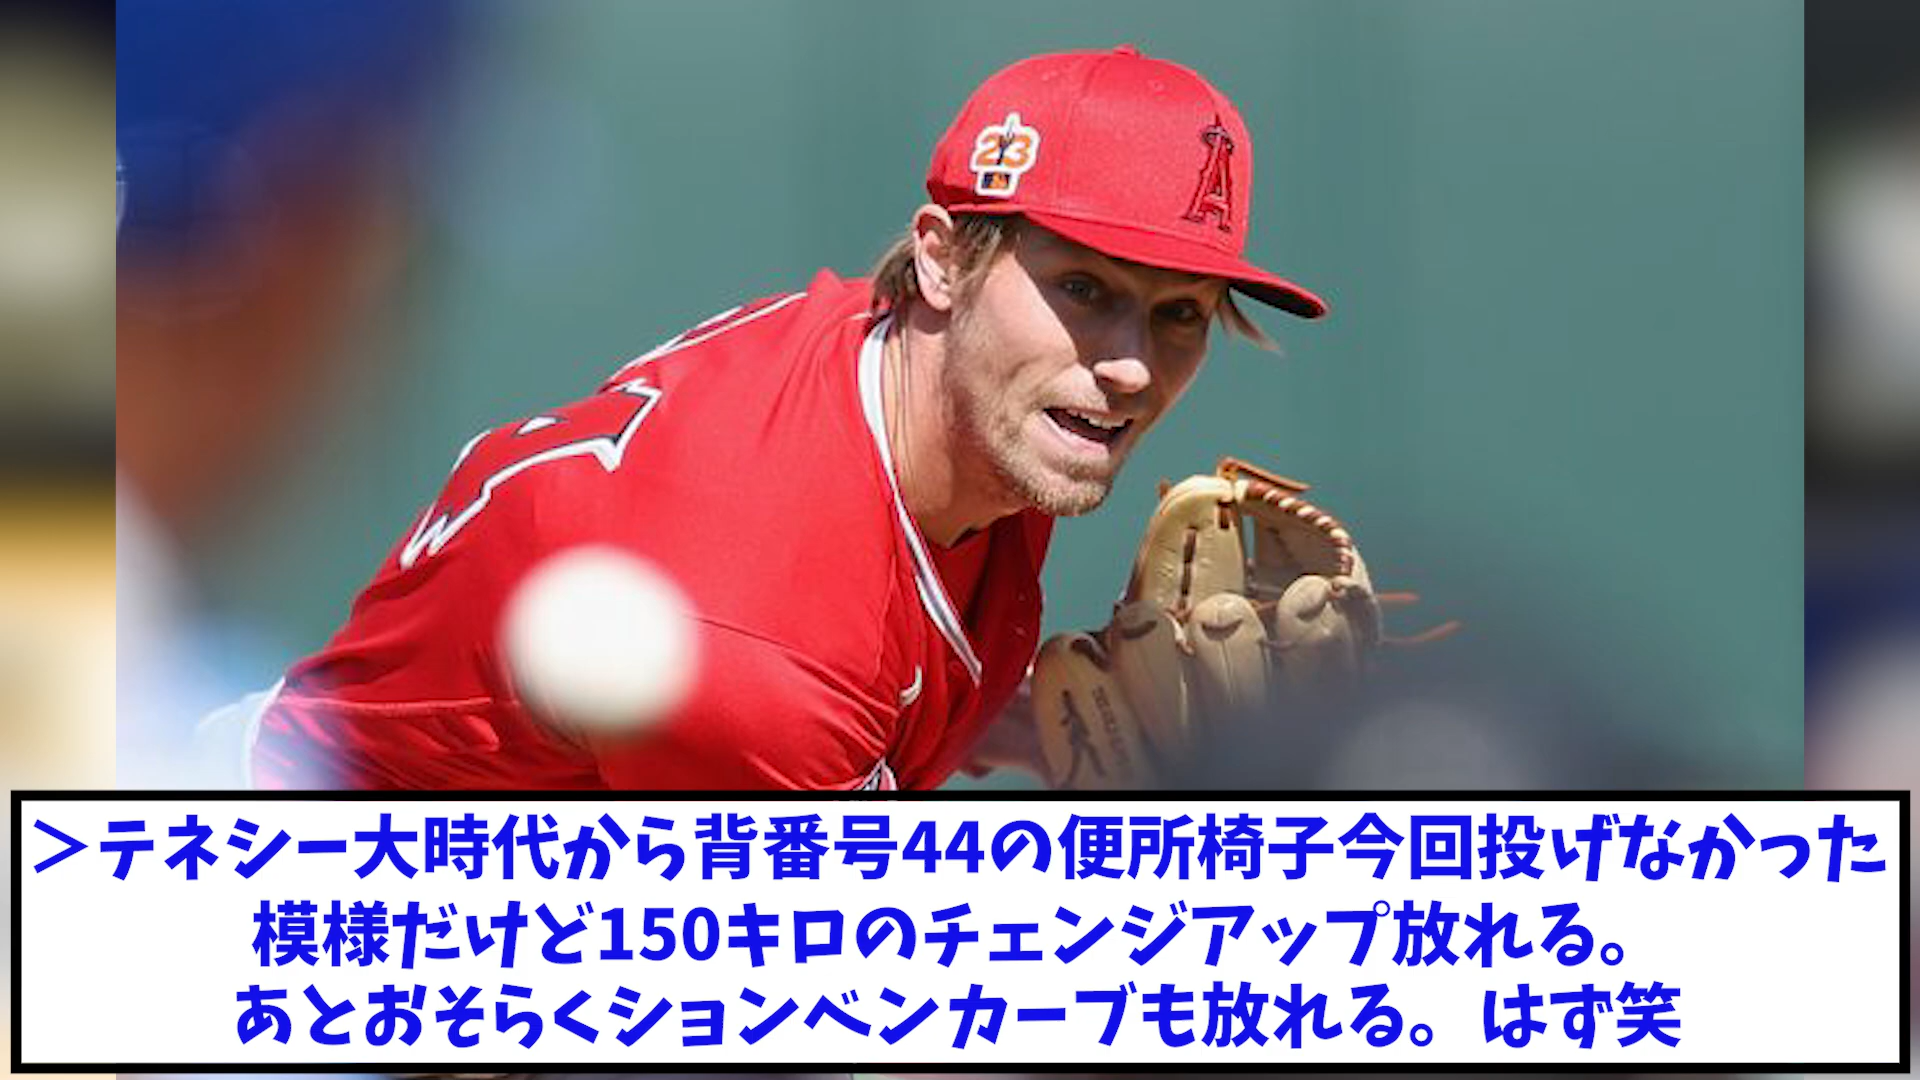 23
A
＞テネシー大時代から背番号44の便所椅子今回投げなかった
模様だけど150キロのチェンジアップ放れる。
あとおそらくションベンカーブも放れる。はず笑